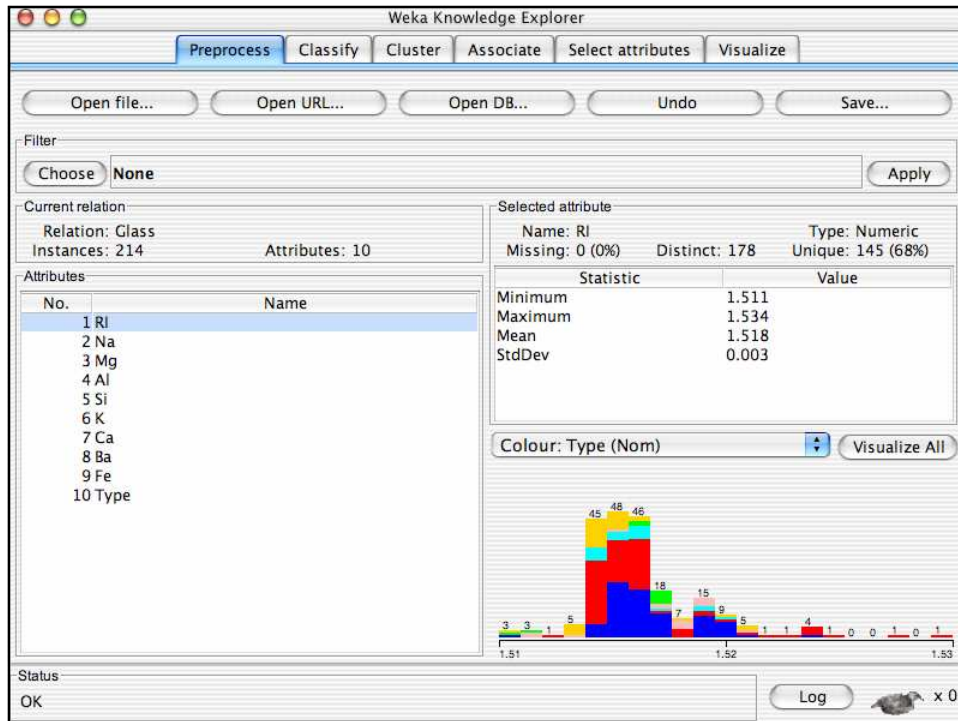 Weka Knowledge Explorer
Preprocess Classify Cluster Associate Select attributes Visualize
Open file... Open URL... Open DB... Undo Save...
Filter
Choose None Apply
Current relation
Relation: Glass
Instances: 214 Attributes: 10
Attributes
No. Name
1 RI
2 Na
3 Mg
4 Al
5 Si
6 K
7 Ca
8 Ba
9 Fe
10 Type
Selected attribute
Name: RI Type: Numeric
Missing: 0 (0%) Distinct: 178 Unique: 145 (68%)
Statistic Value
Minimum 1.511
Maximum 1.534
Mean 1.518
StdDev 0.003
Colour: Type (Nom) Visualize All
3 3 1 5 45 48 46 18 7 15 9 5 1 1 4 1 0 0 1 0 1
1.51 1.52 1.53
Status
OK
Log x 0